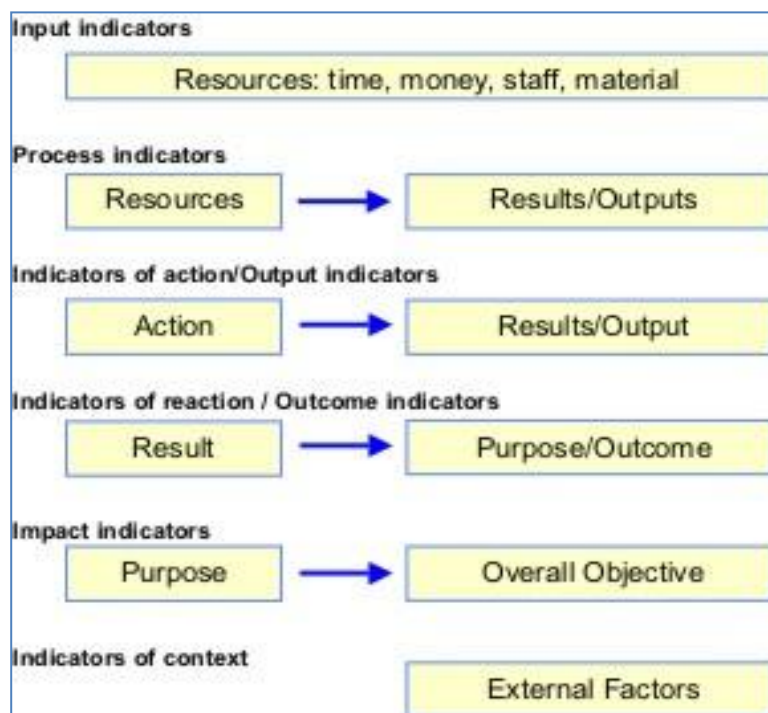 Input indicators
Resources: time, money, staff, material
Process indicators
Resources
Results/Outputs
Indicators of action/Output indicators
Action
Results/Output
Indicators of reaction / Outcome indicators
Result
Purpose/Outcome
Impact indicators
Purpose
Overall Objective
Indicators of context
External Factors